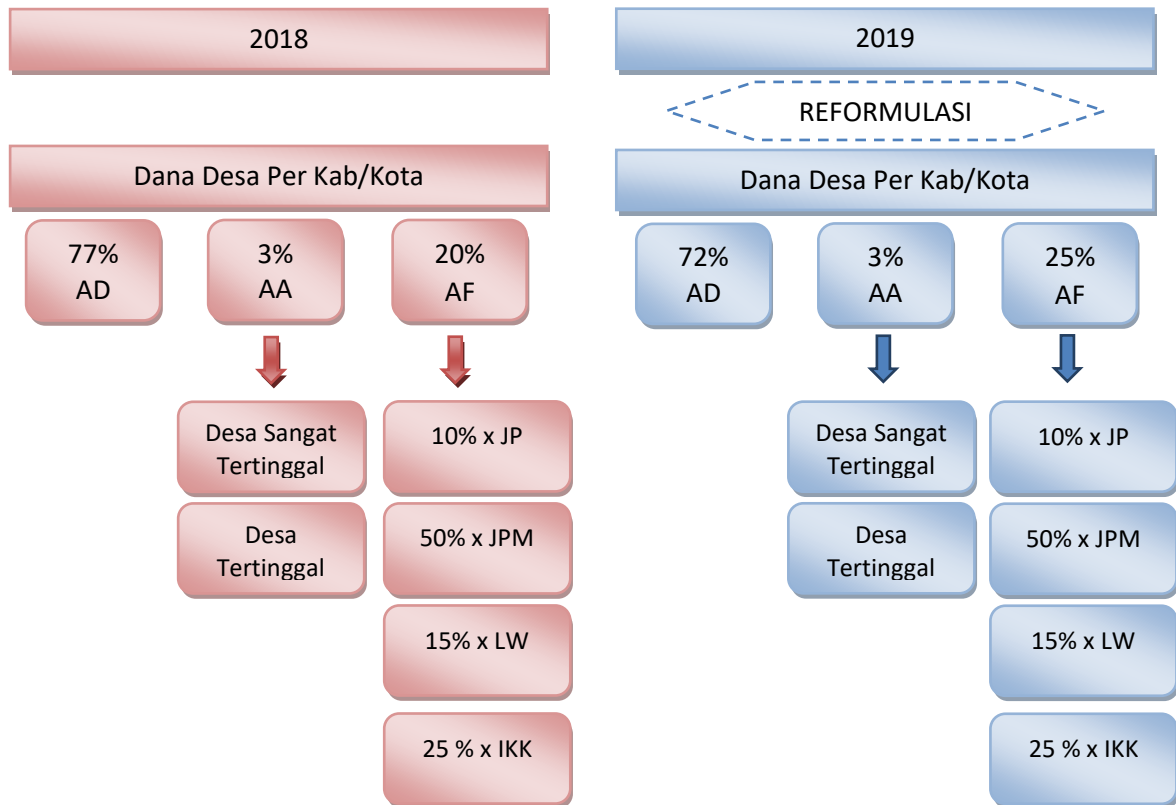 2018
Dana Desa Per Kab/Kota
77%
AD
3%
AA
20%
AF
Desa Sangat
Tertinggal
Desa
Tertinggal
10% x JP
50% x JPM
15% x LW
25 % x IKK
2019
REFORMULASI
Dana Desa Per Kab/Kota
72%
AD
3%
AA
25%
AF
Desa Sangat
Tertinggal
Desa
Tertinggal
10% x JP
50% x JPM
15% x LW
25 % x IKK